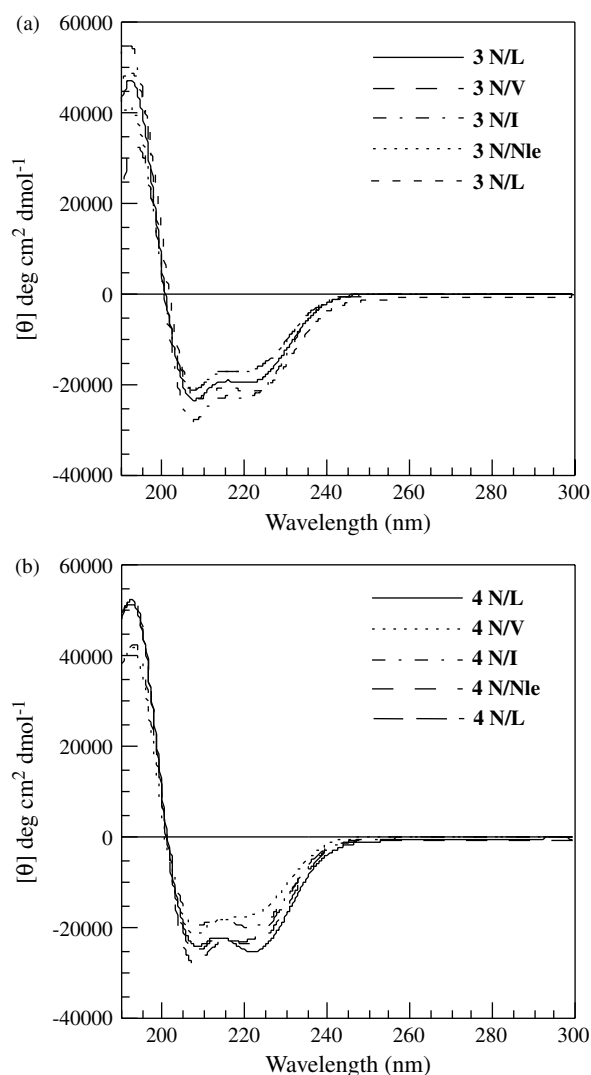 (a)
60000
40000
20000
0
-20000
-40000
[θ] deg cm² dmol⁻¹
3 N/L
3 N/V
3 N/I
3 N/Nle
3 N/L
200 220 240 260 280 300
Wavelength (nm)
(b)
60000
40000
20000
0
-20000
-40000
[θ] deg cm² dmol⁻¹
4 N/L
4 N/V
4 N/I
4 N/Nle
4 N/L
200 220 240 260 280 300
Wavelength (nm)